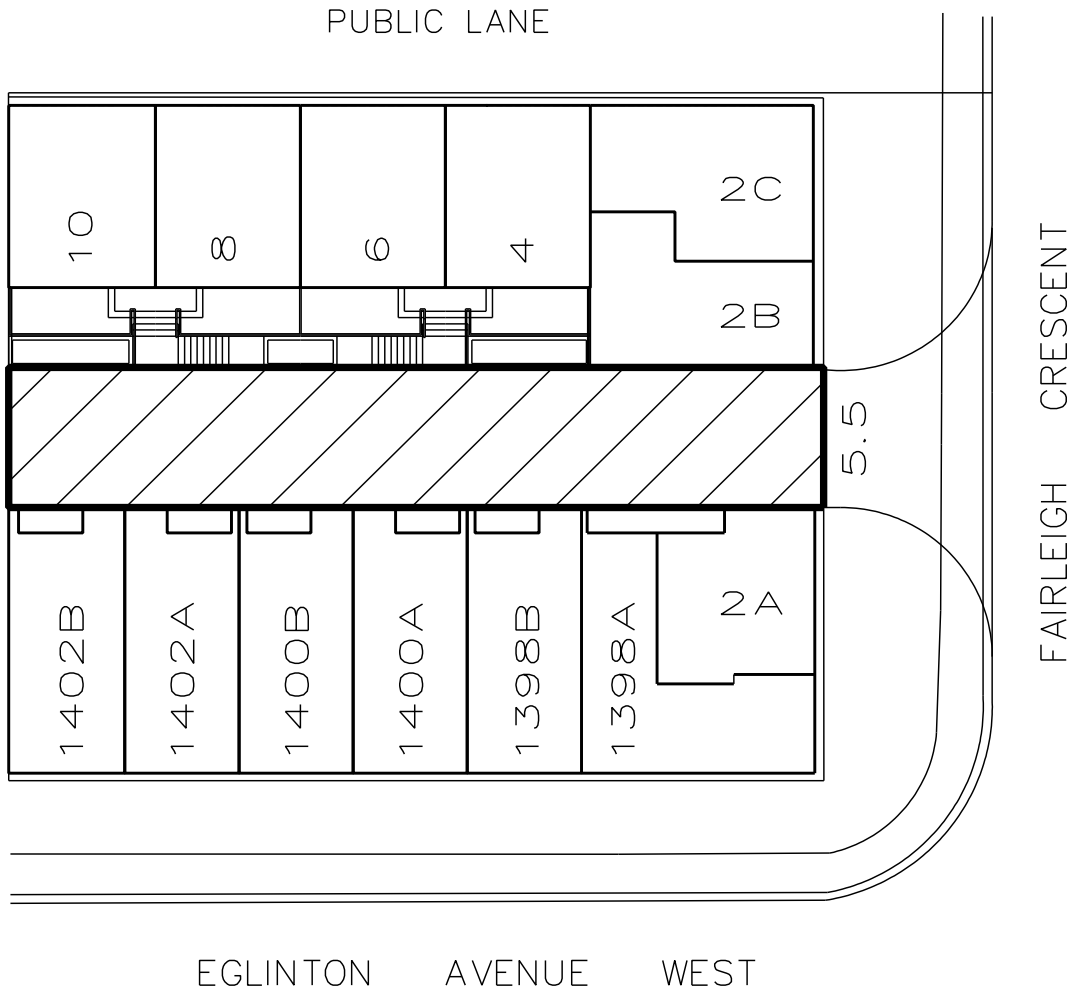 PUBLIC LANE
10
8
6
4
2C
2B
5.5
FAIRLEIGH CRESCENT
1402B
1402A
1400B
1400A
1398B
1398A
2A
EGLINTON AVENUE WEST